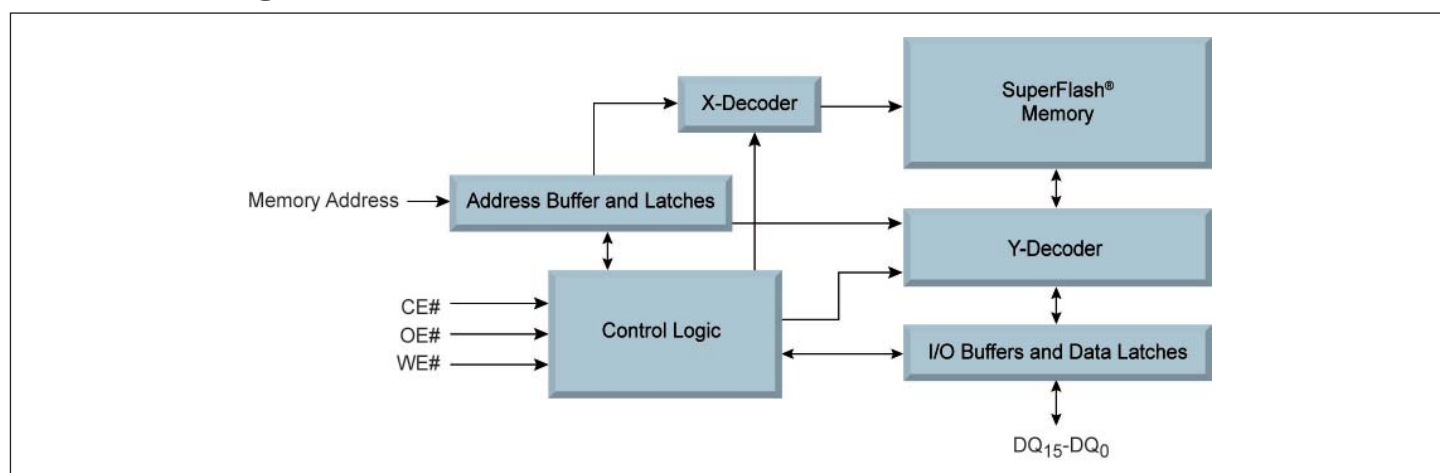 X-Decoder
SuperFlash®
Memory
Memory Address
Address Buffer and Latches
Y-Decoder
CE#
OE#
WE#
Control Logic
I/O Buffers and Data Latches
DQ15-DQ0